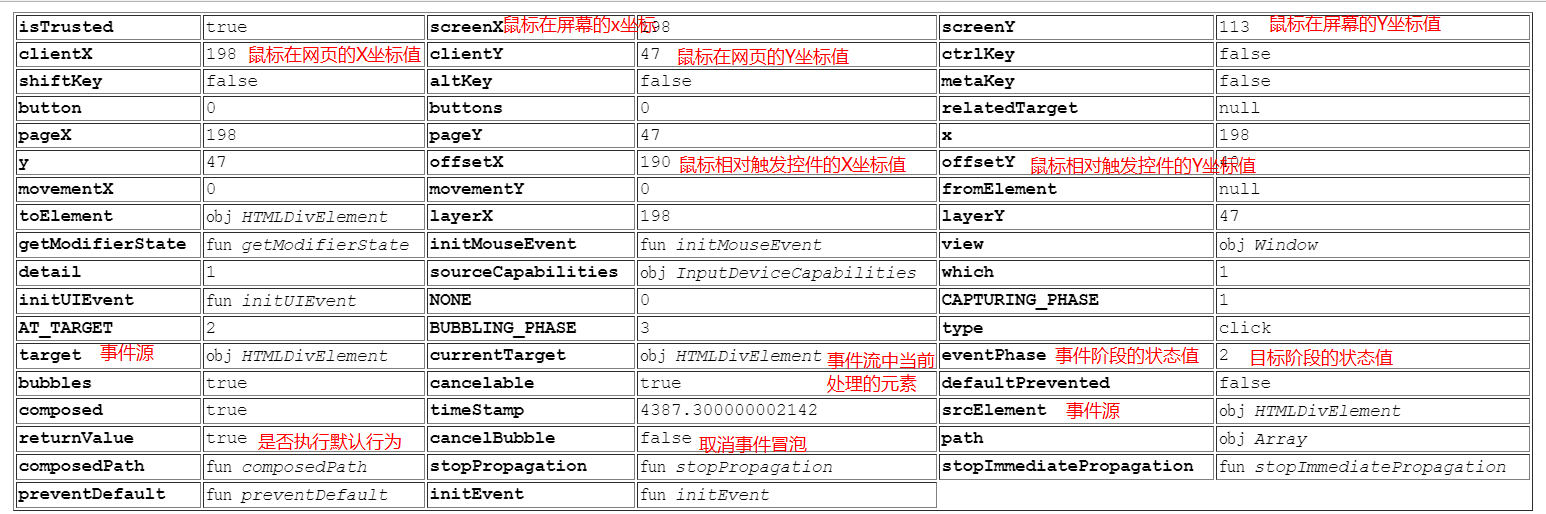 isTrusted true screenX 鼠标在屏幕的x坐标 198 screenY 113 鼠标在屏幕的Y坐标值
clientX 198 鼠标在网页的X坐标值 clientY 47 鼠标在网页的Y坐标值 ctrlKey false
shiftKey false altKey false metaKey false
button 0 buttons 0 relatedTarget null
pageX 198 pageY 47 x 198
y 47 offsetX 190 鼠标相对触发控件的X坐标值 offsetY 鼠标相对触发控件的Y坐标值
movementX 0 movementY 0 fromElement null
toElement obj HTMLDivElement layerX 198 layerY 47
getModifierState fun getModifierState initMouseEvent fun initMouseEvent view obj Window
detail 1 sourceCapabilities obj InputDeviceCapabilities which 1
initUIEvent fun initUIEvent NONE 0 CAPTURING_PHASE 1
AT_TARGET 2 BUBBLING_PHASE 3 type click
target 事件源 obj HTMLDivElement currentTarget obj HTMLDivElement 事件流中当前 eventPhase 事件阶段的状态值 2 目标阶段的状态值
bubbles true cancelable true 处理的元素 defaultPrevented false
composed true timeStamp 4387.300000002142 srcElement 事件源 obj HTMLDivElement
returnValue true 是否执行默认行为 cancelBubble false 取消事件冒泡 path obj Array
composedPath fun composedPath stopPropagation fun stopPropagation stopImmediatePropagation fun stopImmediatePropagation
preventDefault fun preventDefault initEvent fun initEvent